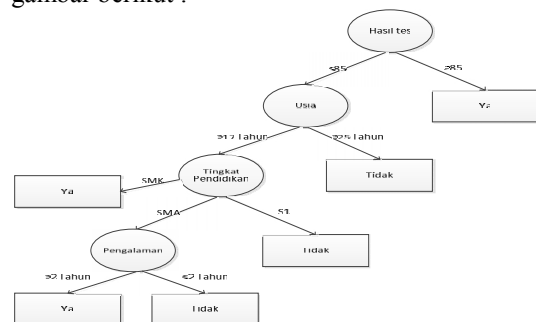 gambar berikut :
Hasil tes
≤85
≥85
Usia
Ya
≥17 Tahun
≥25 Tahun
Tingkat
Pendidikan
Tidak
SMK
Ya
SMA
S1
Pengalaman
Tidak
≥2 Tahun
≤2 Tahun
Ya
Tidak